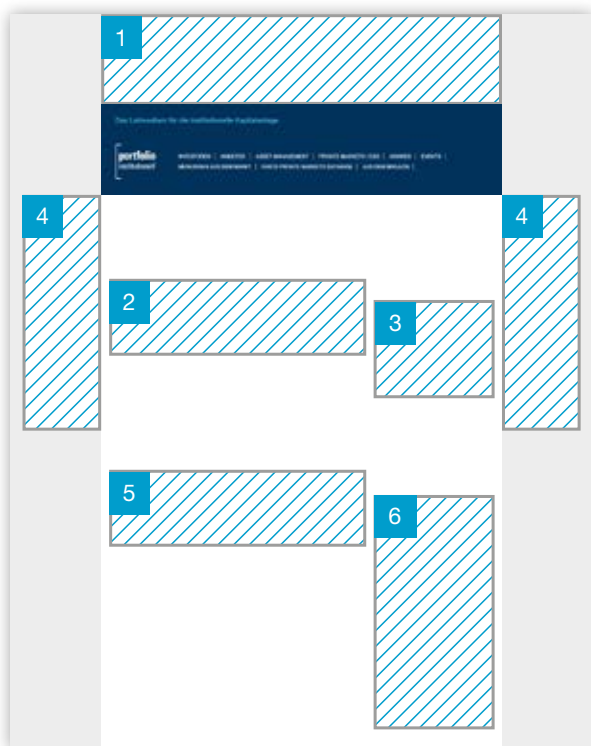 1
Das Leitmedium für die institutionelle Kapitalanlage
portfolio
institutionell
INVESTOREN | ANBIETER | ASSET MANAGEMENT | PRIVATE MARKETS | ESG | AWARDS | EVENTS |
4
4
2
3
5
6